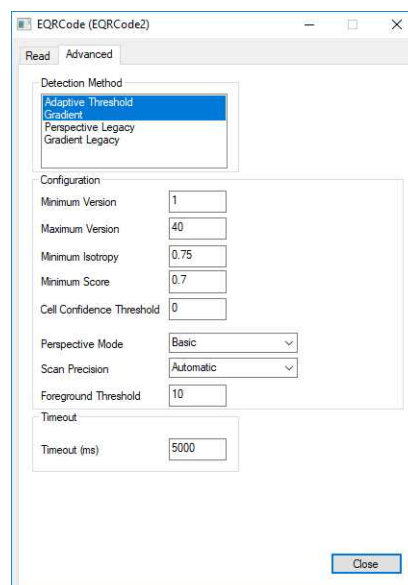 EQRCode (EQRCode2)
Read Advanced
Detection Method
Adaptive Threshold
Gradient
Perspective Legacy
Gradient Legacy
Configuration
Minimum Version 1
Maximum Version 40
Minimum Isotropy 0.75
Minimum Score 0.7
Cell Confidence Threshold 0
Perspective Mode Basic
Scan Precision Automatic
Foreground Threshold 10
Timeout
Timeout (ms) 5000
Close